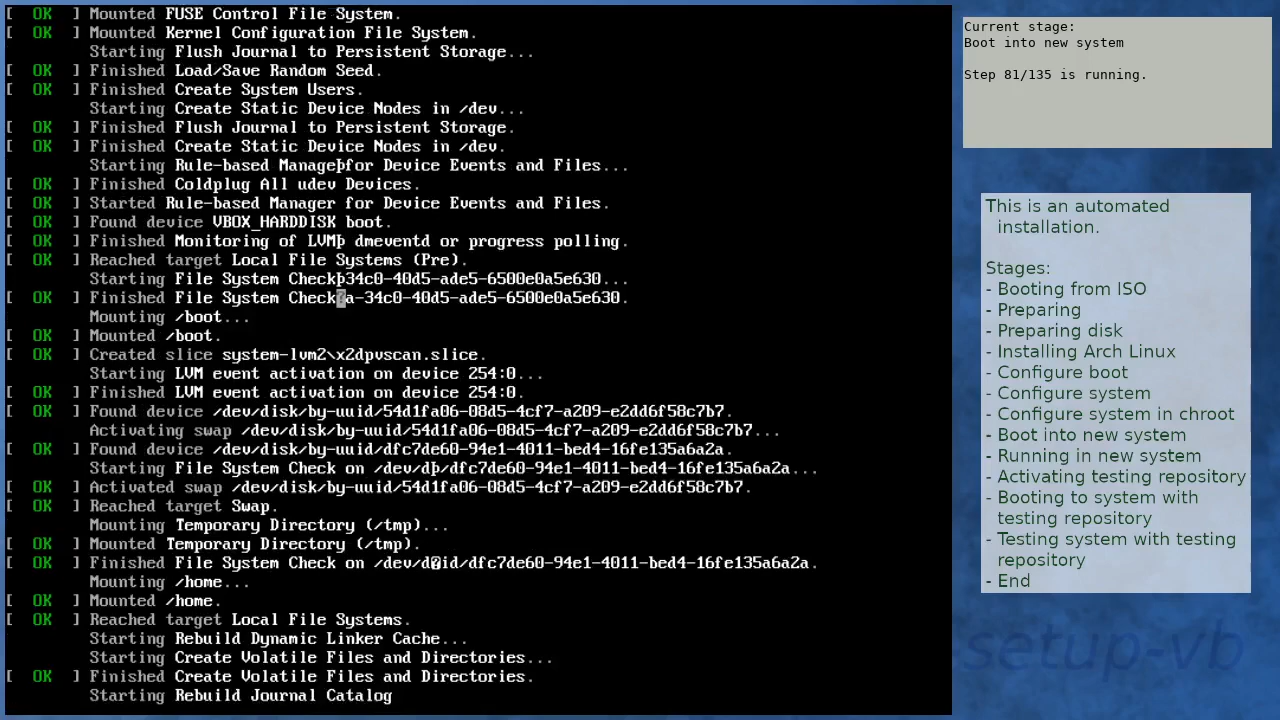 [  OK  ] Mounted FUSE Control File System.
[  OK  ] Mounted Kernel Configuration File System.
Starting Flush Journal to Persistent Storage...
[  OK  ] Finished Load/Save Random Seed.
[  OK  ] Finished Create System Users.
Starting Create Static Device Nodes in /dev...
[  OK  ] Finished Flush Journal to Persistent Storage.
[  OK  ] Finished Create Static Device Nodes in /dev.
Starting Rule-based Manageþfor Device Events and Files...
[  OK  ] Finished Coldplug All udev Devices.
[  OK  ] Started Rule-based Manager for Device Events and Files.
[  OK  ] Found device VBOX_HARDDISK boot.
[  OK  ] Finished Monitoring of LVMþ dmeventd or progress polling.
[  OK  ] Reached target Local File Systems (Pre).
Starting File System Checkþ34c0-40d5-ade5-6500e0a5e630...
[  OK  ] Finished File System Check a-34c0-40d5-ade5-6500e0a5e630.
Mounting /boot...
[  OK  ] Mounted /boot.
[  OK  ] Created slice system-lvm2\x2dpvscan.slice.
Starting LVM event activation on device 254:0...
[  OK  ] Finished LVM event activation on device 254:0.
[  OK  ] Found device /dev/disk/by-uuid/54d1fa06-08d5-4cf7-a209-e2dd6f58c7b7.
Activating swap /dev/disk/by-uuid/54d1fa06-08d5-4cf7-a209-e2dd6f58c7b7...
[  OK  ] Found device /dev/disk/by-uuid/dfc7de60-94e1-4011-bed4-16fe135a6a2a.
Starting File System Check on /dev/dþ/dfc7de60-94e1-4011-bed4-16fe135a6a2a...
[  OK  ] Activated swap /dev/disk/by-uuid/54d1fa06-08d5-4cf7-a209-e2dd6f58c7b7.
[  OK  ] Reached target Swap.
Mounting Temporary Directory (/tmp)...
[  OK  ] Mounted Temporary Directory (/tmp).
[  OK  ] Finished File System Check on /dev/d�id/dfc7de60-94e1-4011-bed4-16fe135a6a2a.
Mounting /home...
[  OK  ] Mounted /home.
[  OK  ] Reached target Local File Systems.
Starting Rebuild Dynamic Linker Cache...
Starting Create Volatile Files and Directories...
[  OK  ] Finished Create Volatile Files and Directories.
Starting Rebuild Journal Catalog
Current stage:
Boot into new system
Step 81/135 is running.
This is an automated
installation.
Stages:
- Booting from ISO
- Preparing
- Preparing disk
- Installing Arch Linux
- Configure boot
- Configure system
- Configure system in chroot
- Boot into new system
- Running in new system
- Activating testing repository
- Booting to system with
testing repository
- Testing system with testing
repository
- End
setup-vb